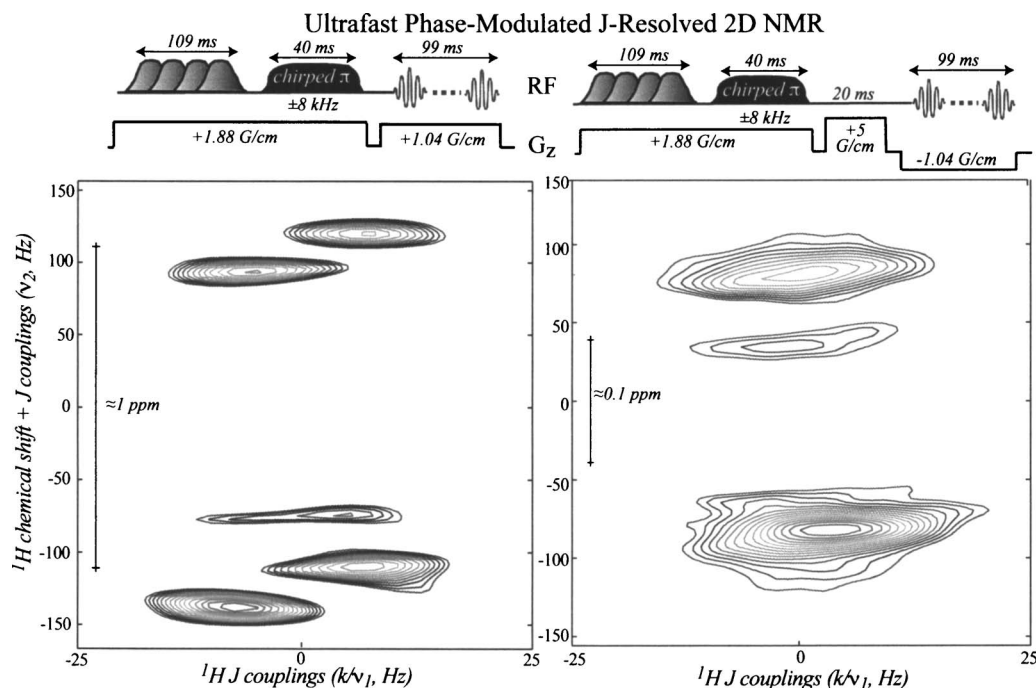 Ultrafast Phase-Modulated J-Resolved 2D NMR
109 ms
40 ms
99 ms
chirped π
±8 kHz
+1.88 G/cm
+1.04 G/cm
RF
Gz
109 ms
40 ms
99 ms
chirped π
20 ms
±8 kHz
+1.88 G/cm
+5
G/cm
-1.04 G/cm
150
100
50
0
-50
-100
-150
-25
0
25
≈1 ppm
¹H chemical shift + J couplings (ν₂, Hz)
¹H J couplings (k/ν₁, Hz)
150
100
50
0
-50
-100
-150
-25
0
25
≈0.1 ppm
¹H J couplings (k/ν₁, Hz)